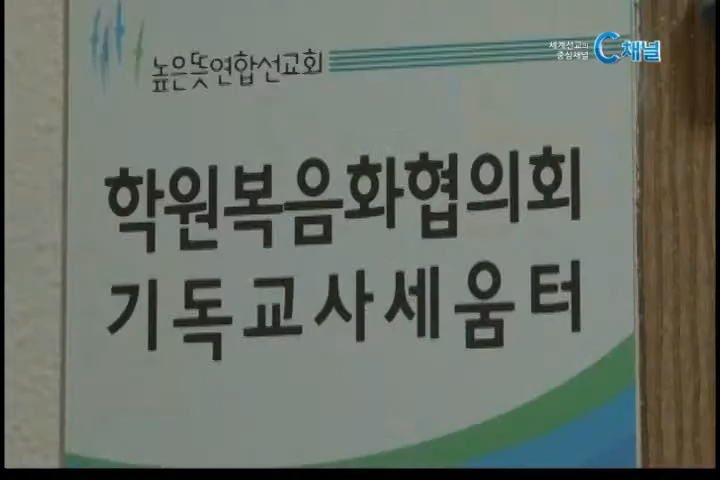 세계선교의
중심채널
C채널
높은뜻연합선교회
학원복음화협의회
기독교사세움터